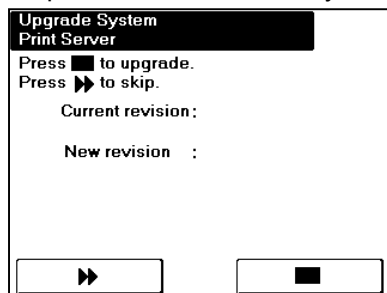 Upgrade System
Print Server
Press ■ to upgrade.
Press ▶▶ to skip.
Current revision:
New revision :